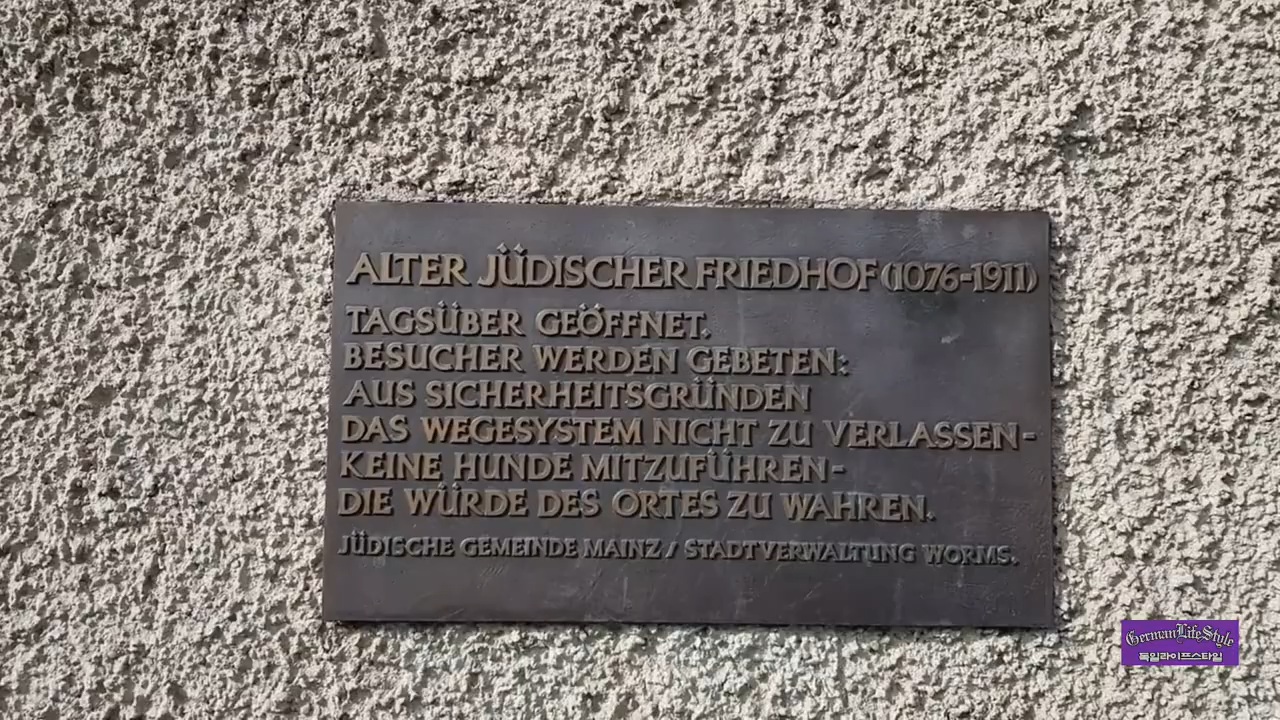 ALTER JÜDISCHER FRIEDHOF (1076-1911)
TAGSÜBER GEÖFFNET.
BESUCHER WERDEN GEBETEN:
AUS SICHERHEITSGRÜNDEN
DAS WEGESYSTEM NICHT ZU VERLASSEN-
KEINE HUNDE MITZUFÜHREN-
DIE WÜRDE DES ORTES ZU WAHREN.
JÜDISCHE GEMEINDE MAINZ / STADTVERWALTUNG WORMS.
GermanLifeStyle
독일라이프스타일